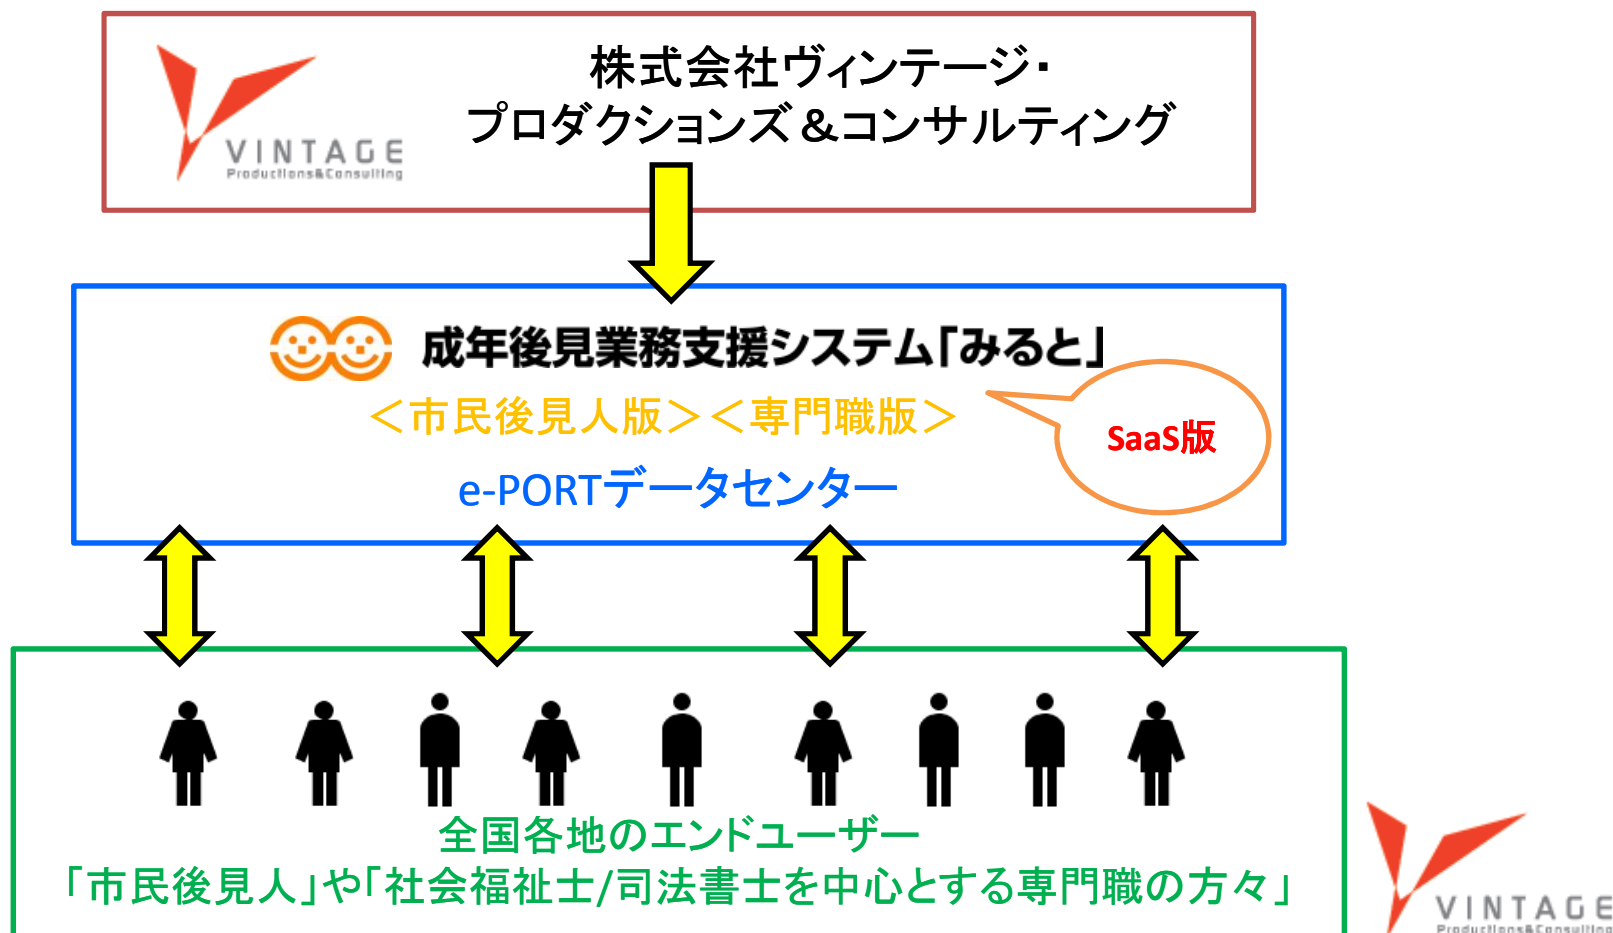 株式会社ヴィンテージ・
プロダクションズ&コンサルティング
VINTAGE
Productions&Consulting
成年後見業務支援システム「みると」
＜市民後見人版＞＜専門職版＞
SaaS版
e-PORTデータセンター
全国各地のエンドユーザー
「市民後見人」や「社会福祉士/司法書士を中心とする専門職の方々」
VINTAGE
Productions&Consulting